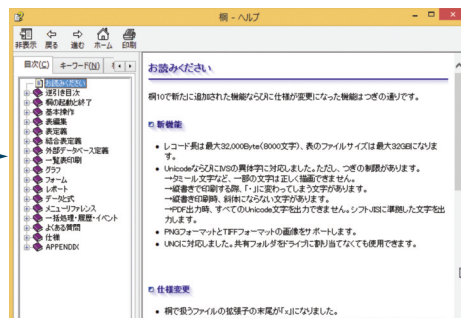 桐 - ヘルプ
非表示 戻る 進む ホーム 印刷
目次(C) キーワード(N)
お読みください
逆引き目次
桐の起動と終了
基本操作
表編集
表定義
結合表定義
外部データベース定義
一覧表印刷
グラフ
フォーム
レポート
データと式
メニューリファレンス
一括処理・履歴・イベント
よくある質問
仕様
APPENDIX
お読みください
桐10で新たに追加された機能ならびに仕様が変更になった機能はつぎの通りです。
新機能
• レコード長は最大32,000Byte(8000文字)、表のファイルサイズは最大32GBになりま
す。
• UnicodeならびにIVSの異体字に対応しました。ただし、つぎの制限があります。
→タミール文字など、一部の文字は正しく描画できません。
→縦書きで印刷する際、「・」に変わってしまう文字があります。
→縦書き印刷時、斜体にならない文字があります。
→PDF出力時、すべてのUnicode文字を出力できません。シフトJISに準拠した文字を出
力します。
• PNGフォーマットとTIFFフォーマットの画像をサポートします。
• UNCに対応しました。共有フォルダをドライブに割り当てなくても使用できます。
仕様変更
• 桐で扱うファイルの拡張子の末尾が「x」になりました。